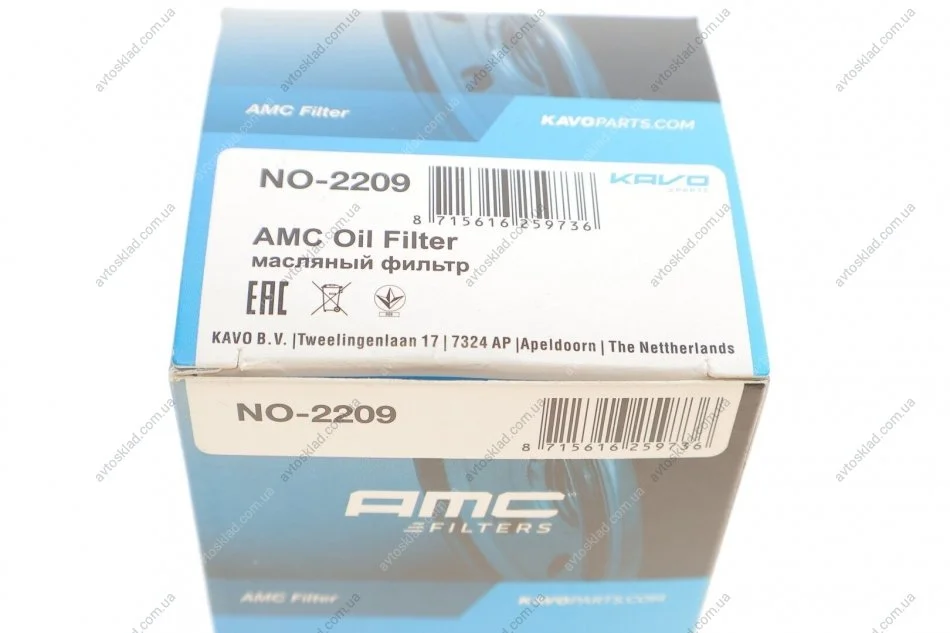 AMC Filter
KAVOPARTS.COM
NO-2209
KAVO
PARTS
8 715616 259736
AMC Oil Filter
масляный фильтр
EAC
KAVO B.V. |Tweelingenlaan 17 | 7324 AP |Apeldoorn | The Nettherlands
NO-2209
8 715616 259736
AMC
FILTERS
AMC Filter
KAVOPARTS.COM
avtosklad.com.ua